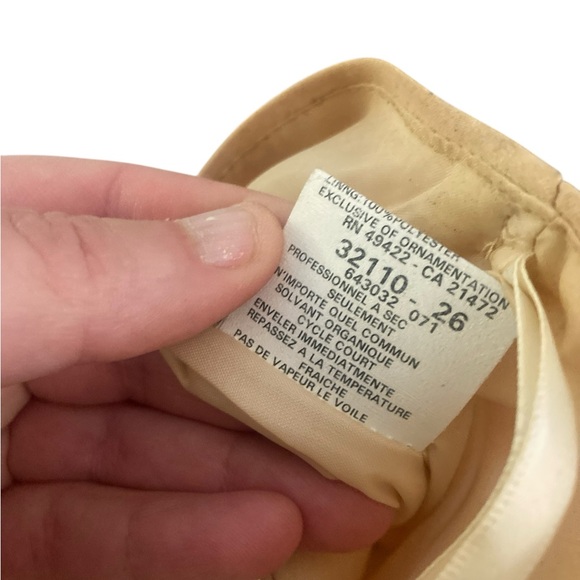 LINNG:100%POLYESTER
EXCLUSIVE OF ORNAMENTATION
RN 49422 - CA 21472
32110 - 26
643032 071
PROFESSIONNEL A SEC
SEULEMENT
N'IMPORTE QUEL COMMUN
SOLVANT ORGANIQUE
CYCLE COURT
ENVELER IMMEDIATMENTE
REPASSEZ A LA TEMPERATURE
FRAICHE
PAS DE VAPEUR LE VOILE